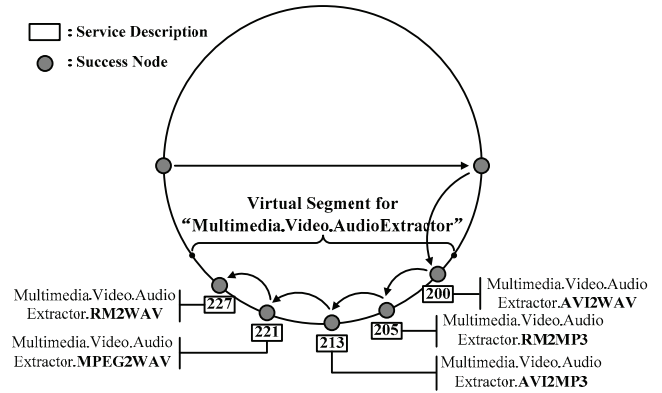 : Service Description
: Success Node
Virtual Segment for
“Multimedia.Video.AudioExtractor”
200
Multimedia.Video.Audio
Extractor.AVI2WAV
227
Multimedia.Video.Audio
Extractor.RM2WAV
221
205
Multimedia.Video.Audio
Extractor.RM2MP3
213
Multimedia.Video.Audio
Extractor.MPEG2WAV
Multimedia.Video.Audio
Extractor.AVI2MP3